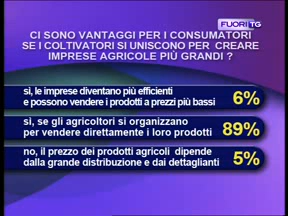 FUORI TG
CI SONO VANTAGGI PER I CONSUMATORI
SE I COLTIVATORI SI UNISCONO PER CREARE
IMPRESE AGRICOLE PIÙ GRANDI ?
sì, le imprese diventano più efficienti
e possono vendere i prodotti a prezzi più bassi
6%
sì, se gli agricoltori si organizzano
per vendere direttamente i loro prodotti
89%
no, il prezzo dei prodotti agricoli dipende
dalla grande distribuzione e dai dettaglianti
5%